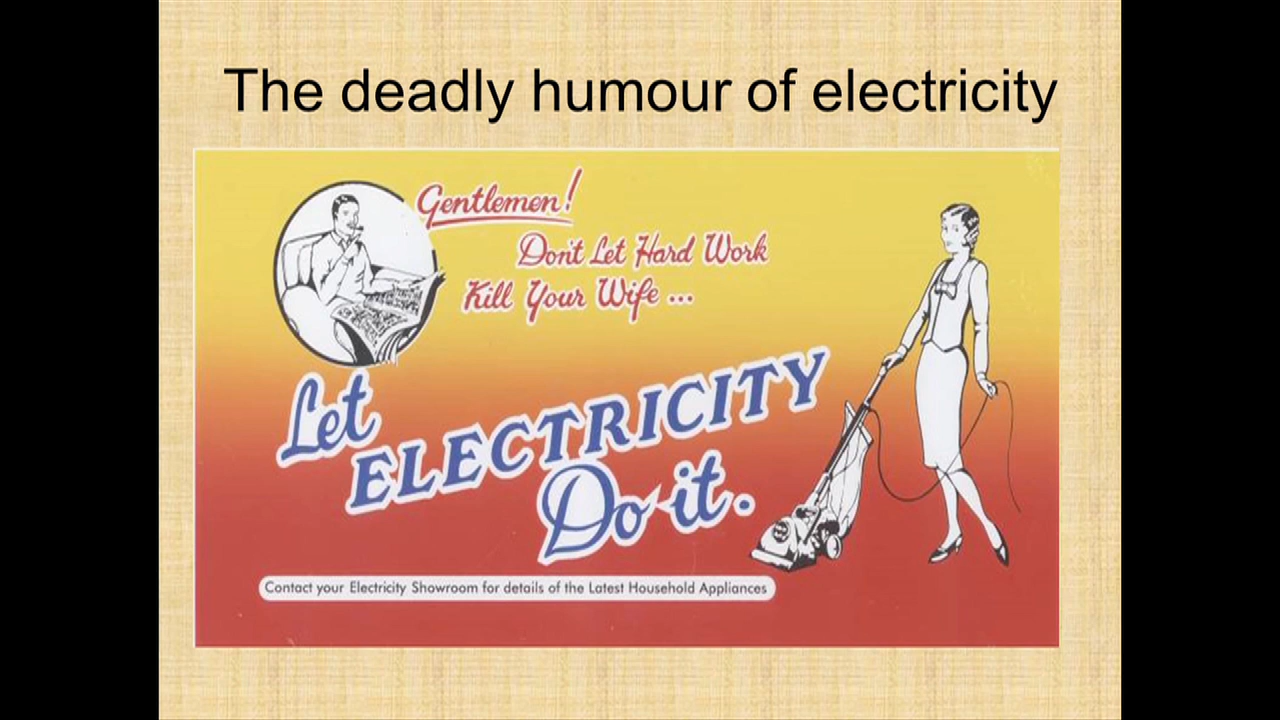 The deadly humour of electricity
Gentlemen!
Don't Let Hard Work
Kill Your Wife ...
Let
ELECTRICITY
Do it.
Contact your Electricity Showroom for details of the Latest Household Appliances